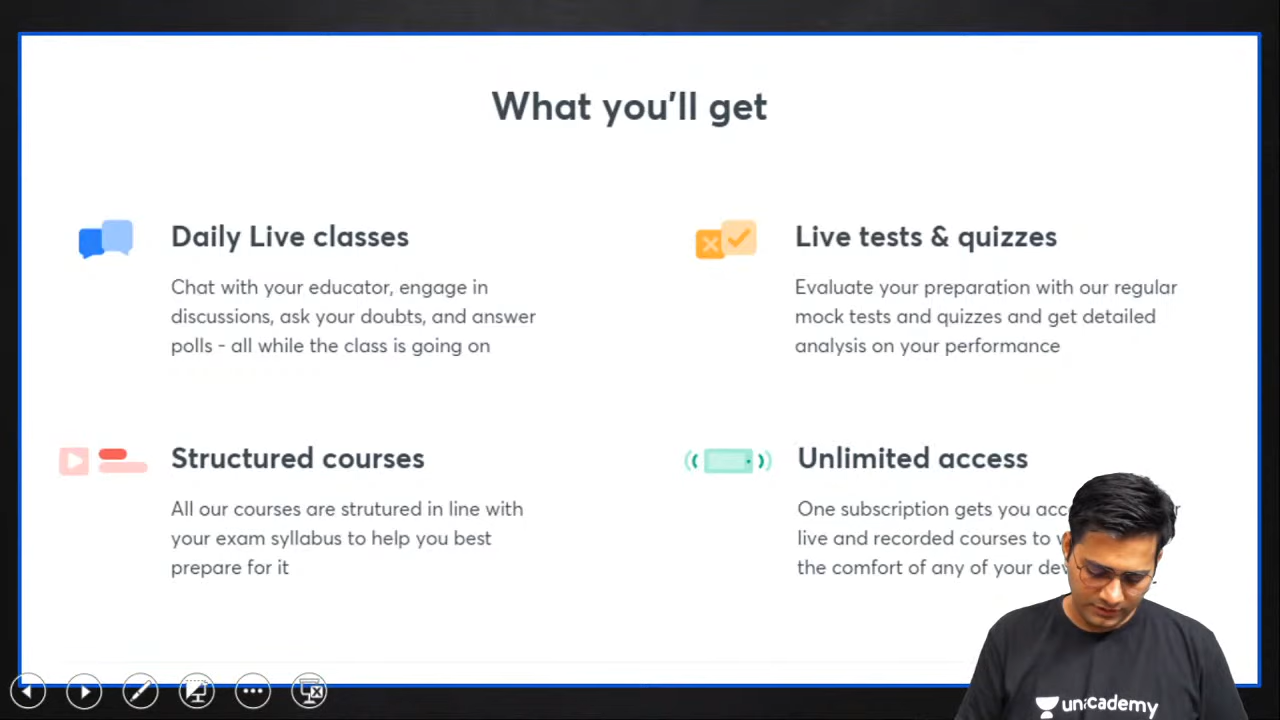 What you'll get
Daily Live classes
Chat with your educator, engage in
discussions, ask your doubts, and answer
polls - all while the class is going on
Live tests & quizzes
Evaluate your preparation with our regular
mock tests and quizzes and get detailed
analysis on your performance
Structured courses
All our courses are strutured in line with
your exam syllabus to help you best
prepare for it
Unlimited access
One subscription gets you
live and recorded courses to
the comfort of any of your
unacademy